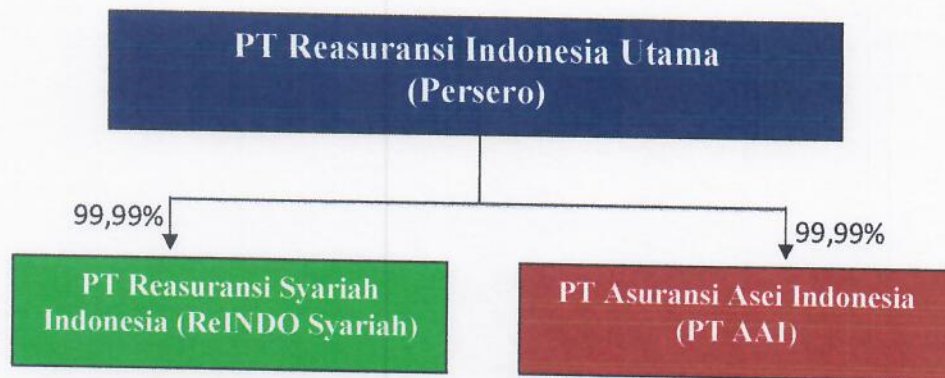 PT Reasuransi Indonesia Utama
(Persero)
99,99%
99,99%
PT Reasuransi Syariah
Indonesia (ReINDO Syariah)
PT Asuransi Asei Indonesia
(PT AAI)